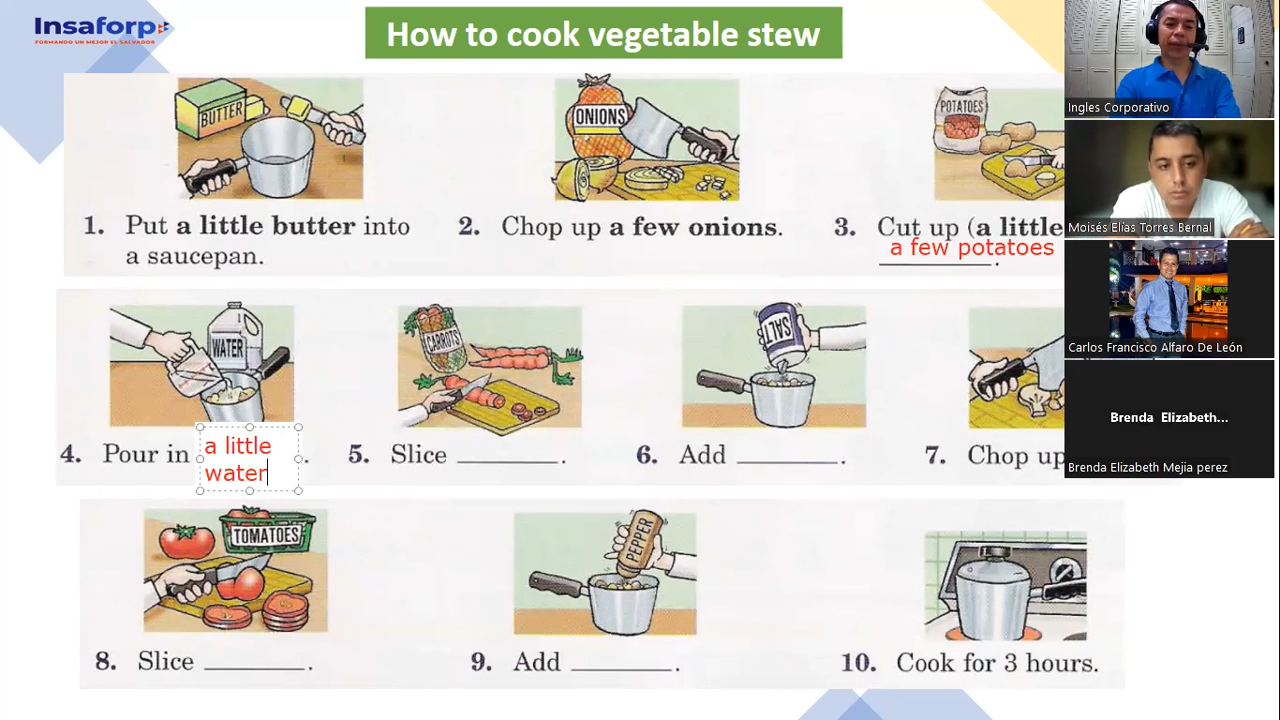 Insaforp
FORMANDO UN MEJOR EL SALVADOR
How to cook vegetable stew
BUTTER
ONIONS
POTATOES
1. Put a little butter into
a saucepan.
2. Chop up a few onions.
3. Cut up (a little
a few potatoes
________.
WATER
CARROTS
SALT
4. Pour in a little
water .
5. Slice ________.
6. Add ________.
7. Chop up
TOMATOES
PEPPER
8. Slice ________.
9. Add ________.
10. Cook for 3 hours.
Ingles Corporativo
Moisés Elias Torres Bernal
Carlos Francisco Alfaro De León
Brenda Elizabeth...
Brenda Elizabeth Mejia perez